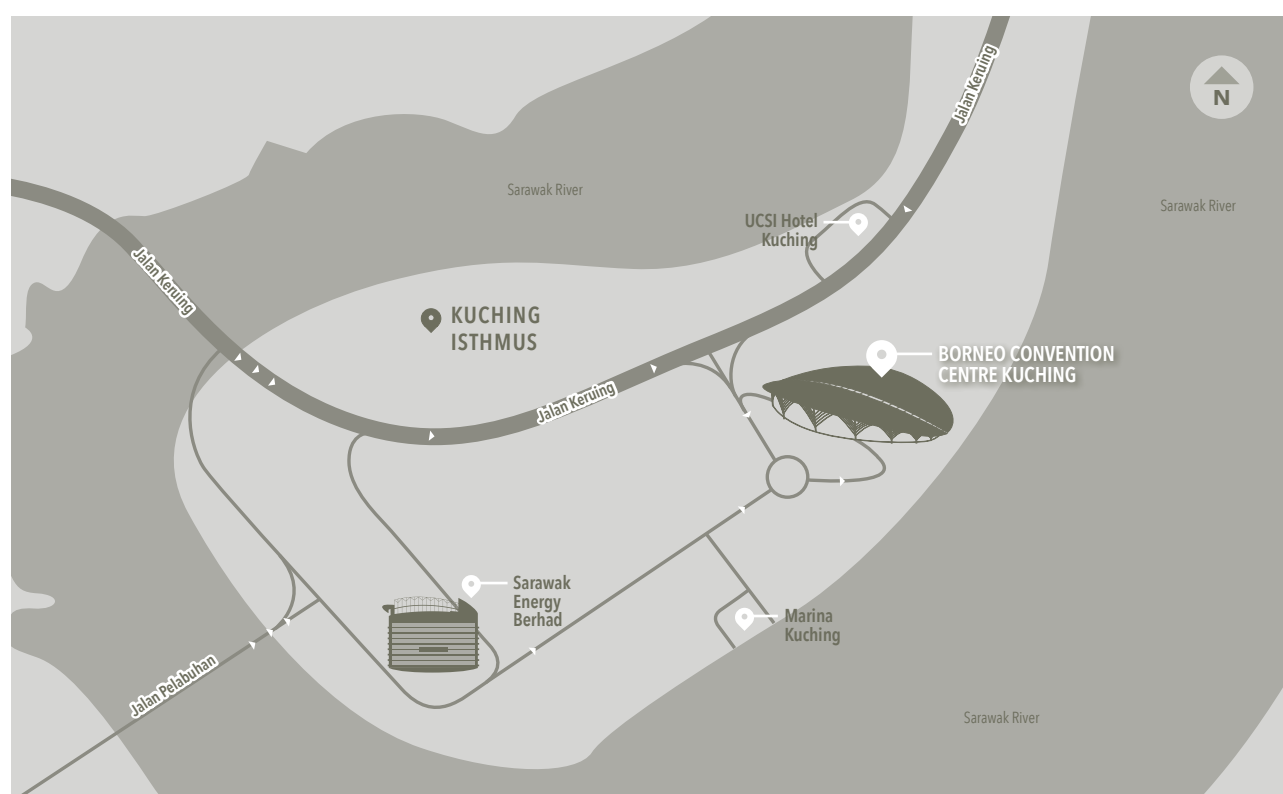 Jalan Keruing
N
Sarawak River
Sarawak River
UCSI Hotel
Kuching
Jalan Keruing
KUCHING
ISTHMUS
BORNEO CONVENTION
CENTRE KUCHING
Jalan Keruing
Sarawak
Energy
Berhad
Marina
Kuching
Jalan Pelabuhan
Sarawak River